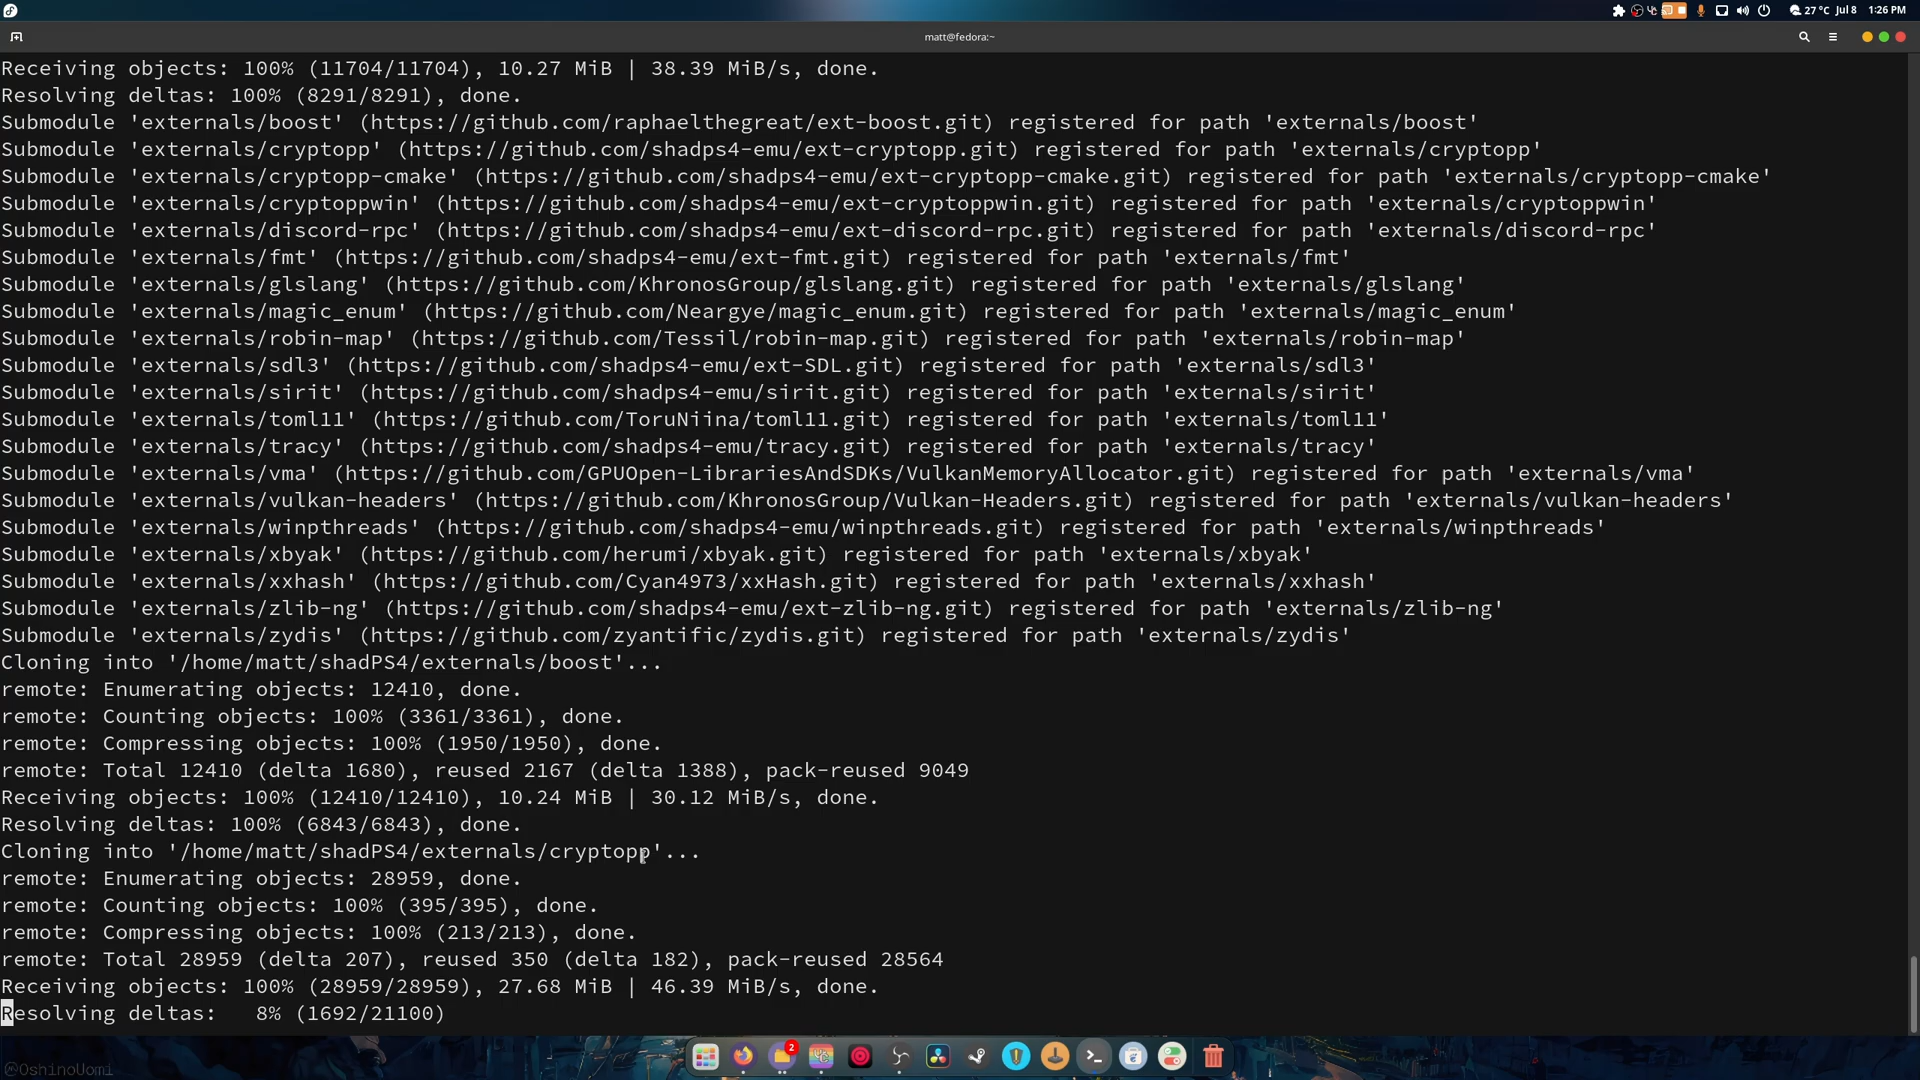 27 °C Jul 8 1:26 PM
matt@fedora:~
Receiving objects: 100% (11704/11704), 10.27 MiB | 38.39 MiB/s, done.
Resolving deltas: 100% (8291/8291), done.
Submodule 'externals/boost' (https://github.com/raphaelthegreat/ext-boost.git) registered for path 'externals/boost'
Submodule 'externals/cryptopp' (https://github.com/shadps4-emu/ext-cryptopp.git) registered for path 'externals/cryptopp'
Submodule 'externals/cryptopp-cmake' (https://github.com/shadps4-emu/ext-cryptopp-cmake.git) registered for path 'externals/cryptopp-cmake'
Submodule 'externals/cryptoppwin' (https://github.com/shadps4-emu/ext-cryptoppwin.git) registered for path 'externals/cryptoppwin'
Submodule 'externals/discord-rpc' (https://github.com/shadps4-emu/ext-discord-rpc.git) registered for path 'externals/discord-rpc'
Submodule 'externals/fmt' (https://github.com/shadps4-emu/ext-fmt.git) registered for path 'externals/fmt'
Submodule 'externals/glslang' (https://github.com/KhronosGroup/glslang.git) registered for path 'externals/glslang'
Submodule 'externals/magic_enum' (https://github.com/Neargye/magic_enum.git) registered for path 'externals/magic_enum'
Submodule 'externals/robin-map' (https://github.com/Tessil/robin-map.git) registered for path 'externals/robin-map'
Submodule 'externals/sdl3' (https://github.com/shadps4-emu/ext-SDL.git) registered for path 'externals/sdl3'
Submodule 'externals/sirit' (https://github.com/shadps4-emu/sirit.git) registered for path 'externals/sirit'
Submodule 'externals/toml11' (https://github.com/ToruNiina/toml11.git) registered for path 'externals/toml11'
Submodule 'externals/tracy' (https://github.com/shadps4-emu/tracy.git) registered for path 'externals/tracy'
Submodule 'externals/vma' (https://github.com/GPUOpen-LibrariesAndSDKs/VulkanMemoryAllocator.git) registered for path 'externals/vma'
Submodule 'externals/vulkan-headers' (https://github.com/KhronosGroup/Vulkan-Headers.git) registered for path 'externals/vulkan-headers'
Submodule 'externals/winpthreads' (https://github.com/shadps4-emu/winpthreads.git) registered for path 'externals/winpthreads'
Submodule 'externals/xbyak' (https://github.com/herumi/xbyak.git) registered for path 'externals/xbyak'
Submodule 'externals/xxhash' (https://github.com/Cyan4973/xxHash.git) registered for path 'externals/xxhash'
Submodule 'externals/zlib-ng' (https://github.com/shadps4-emu/ext-zlib-ng.git) registered for path 'externals/zlib-ng'
Submodule 'externals/zydis' (https://github.com/zyantific/zydis.git) registered for path 'externals/zydis'
Cloning into '/home/matt/shadPS4/externals/boost'...
remote: Enumerating objects: 12410, done.
remote: Counting objects: 100% (3361/3361), done.
remote: Compressing objects: 100% (1950/1950), done.
remote: Total 12410 (delta 1680), reused 2167 (delta 1388), pack-reused 9049
Receiving objects: 100% (12410/12410), 10.24 MiB | 30.12 MiB/s, done.
Resolving deltas: 100% (6843/6843), done.
Cloning into '/home/matt/shadPS4/externals/cryptopp'...
remote: Enumerating objects: 28959, done.
remote: Counting objects: 100% (395/395), done.
remote: Compressing objects: 100% (213/213), done.
remote: Total 28959 (delta 207), reused 350 (delta 182), pack-reused 28564
Receiving objects: 100% (28959/28959), 27.68 MiB | 46.39 MiB/s, done.
Resolving deltas:   8% (1692/21100)
2
@OshinoUomi